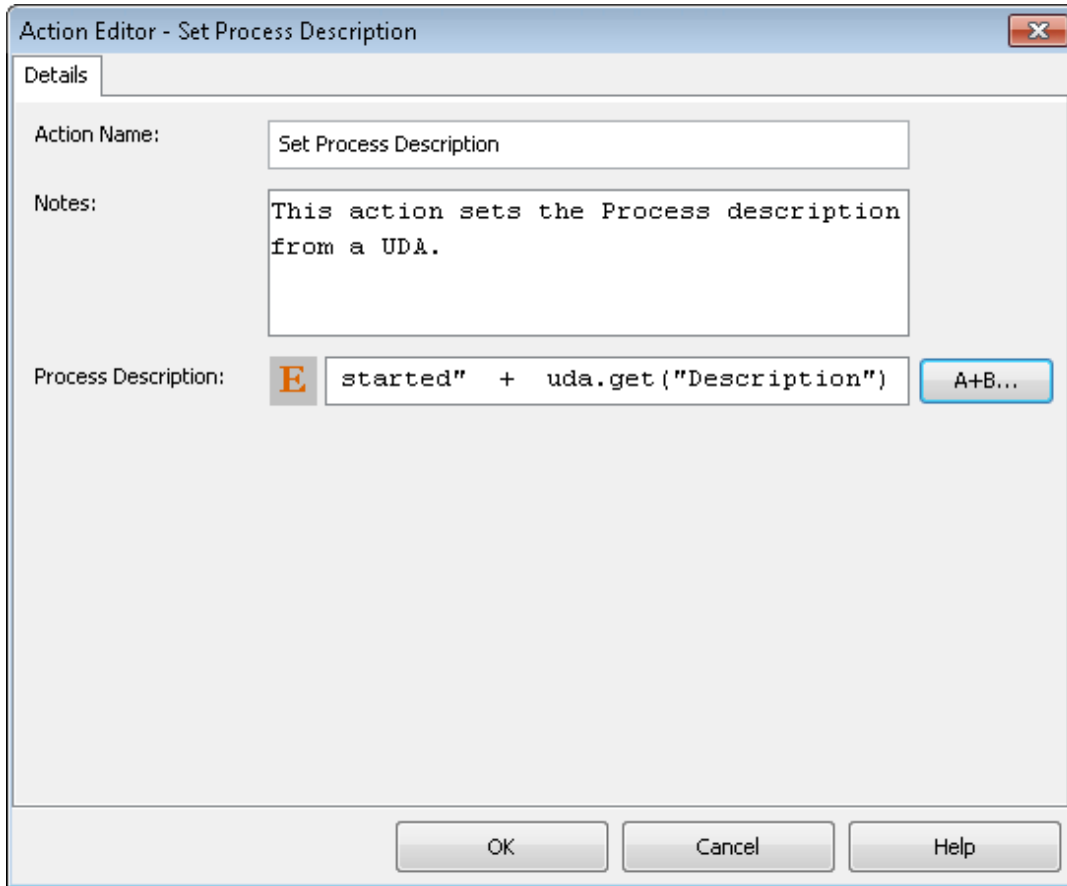 Action Editor - Set Process Description
Details
Action Name:
Set Process Description
Notes:
This action sets the Process description
from a UDA.
Process Description:
E
started" + uda.get("Description")
A+B...
OK
Cancel
Help